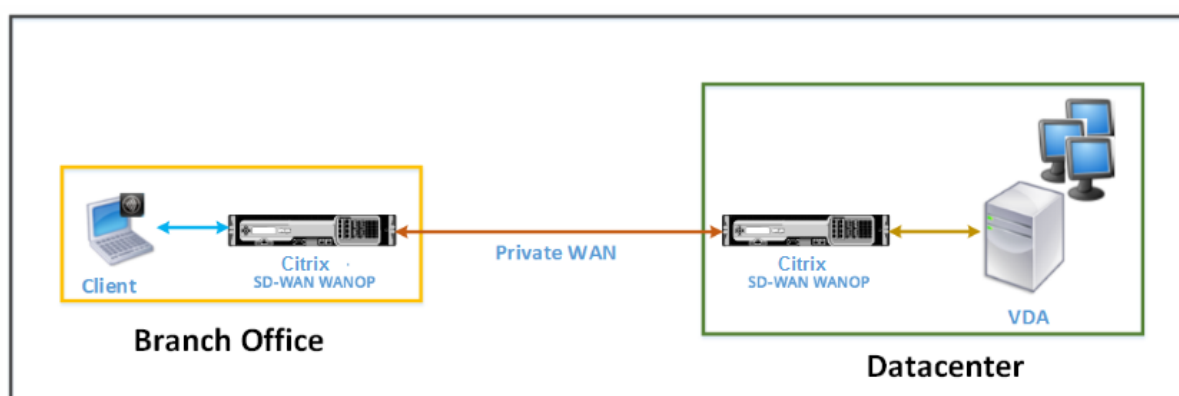 Client
Citrix
SD-WAN WANOP
Branch Office
Private WAN
Citrix
SD-WAN WANOP
VDA
Datacenter